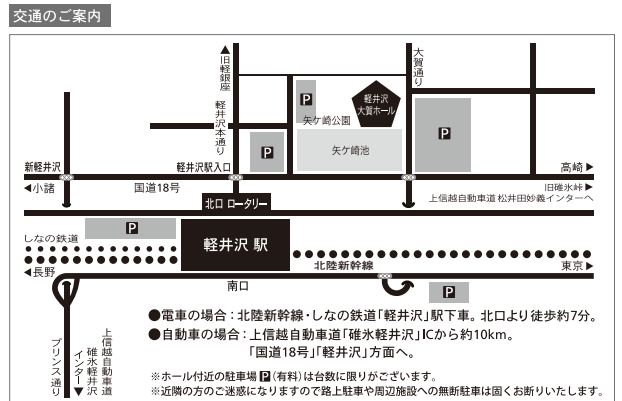 交通のご案内
▲旧軽銀座
軽井沢本通り
大賀通り
P
軽井沢
大賀ホール
矢ケ崎公園
P
矢ケ崎池
P
新軽井沢
軽井沢駅入口
高崎▶
◀小諸
国道18号
旧碓氷峠▶
上信越自動車道 松井田妙義インターへ
北口 ロータリー
P
しなの鉄道
軽井沢 駅
◀長野
北陸新幹線
東京▶
南口
P
プリンス通り
上信越自動車道
碓氷軽井沢
インター▼
●電車の場合：北陸新幹線・しなの鉄道「軽井沢」駅下車。北口より徒歩約7分。
●自動車の場合：上信越自動車道「碓氷軽井沢」ICから約10km。
「国道18号」「軽井沢」方面へ。
※ホール付近の駐車場P(有料)は台数に限りがございます。
※近隣の方のご迷惑になりますので路上駐車や周辺施設への無断駐車は固くお断りいたします。